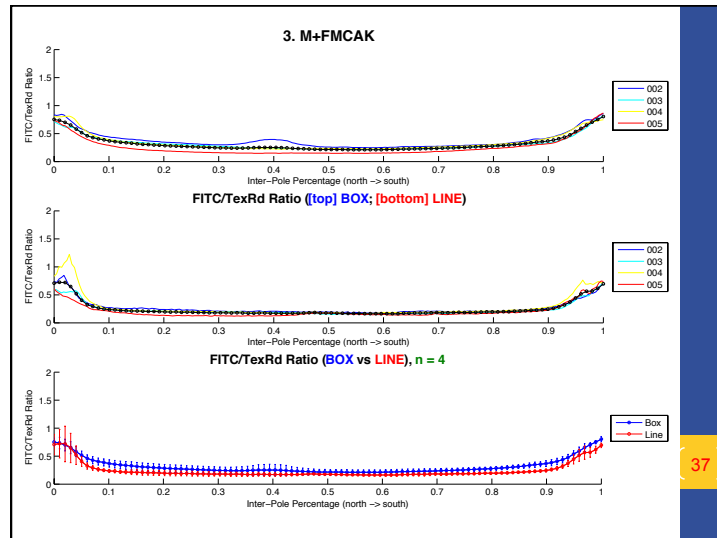 3. M+FMCAK
FITC/TexRd Ratio
2
1.5
1
0.5
0
0 0.1 0.2 0.3 0.4 0.5 0.6 0.7 0.8 0.9 1
Inter-Pole Percentage (north -> south)
002
003
004
005
FITC/TexRd Ratio ([top] BOX; [bottom] LINE)
FITC/TexRd Ratio
2
1.5
1
0.5
0
0 0.1 0.2 0.3 0.4 0.5 0.6 0.7 0.8 0.9 1
Inter-Pole Percentage (north -> south)
002
003
004
005
FITC/TexRd Ratio (BOX vs LINE), n = 4
FITC/TexRd Ratio
2
1.5
1
0.5
0
0 0.1 0.2 0.3 0.4 0.5 0.6 0.7 0.8 0.9 1
Inter-Pole Percentage (north -> south)
Box
Line
37